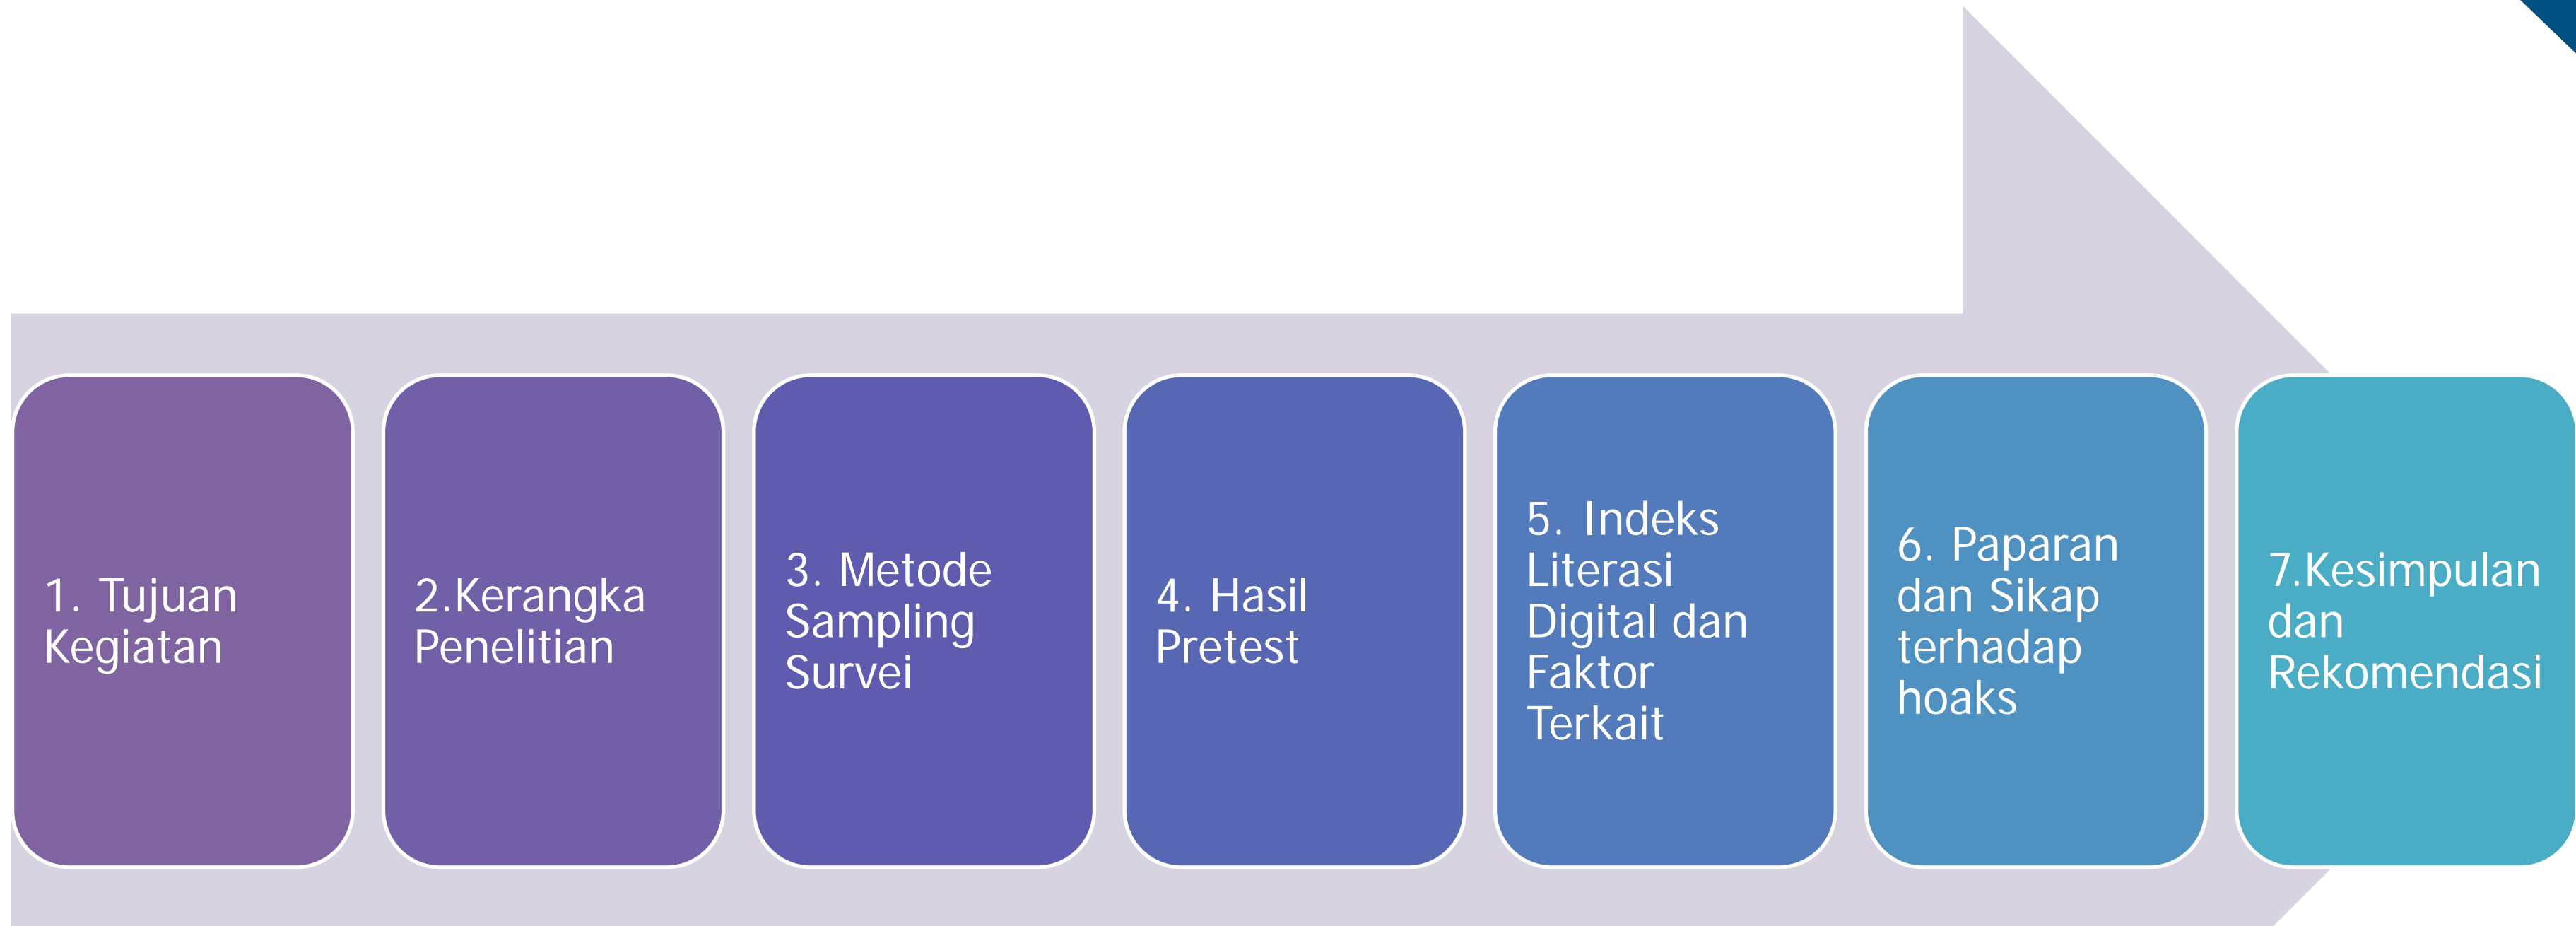 1. Tujuan
Kegiatan
2.Kerangka
Penelitian
3. Metode
Sampling
Survei
4. Hasil
Pretest
5. Indeks
Literasi
Digital dan
Faktor
Terkait
6. Paparan
dan Sikap
terhadap
hoaks
7.Kesimpulan
dan
Rekomendasi